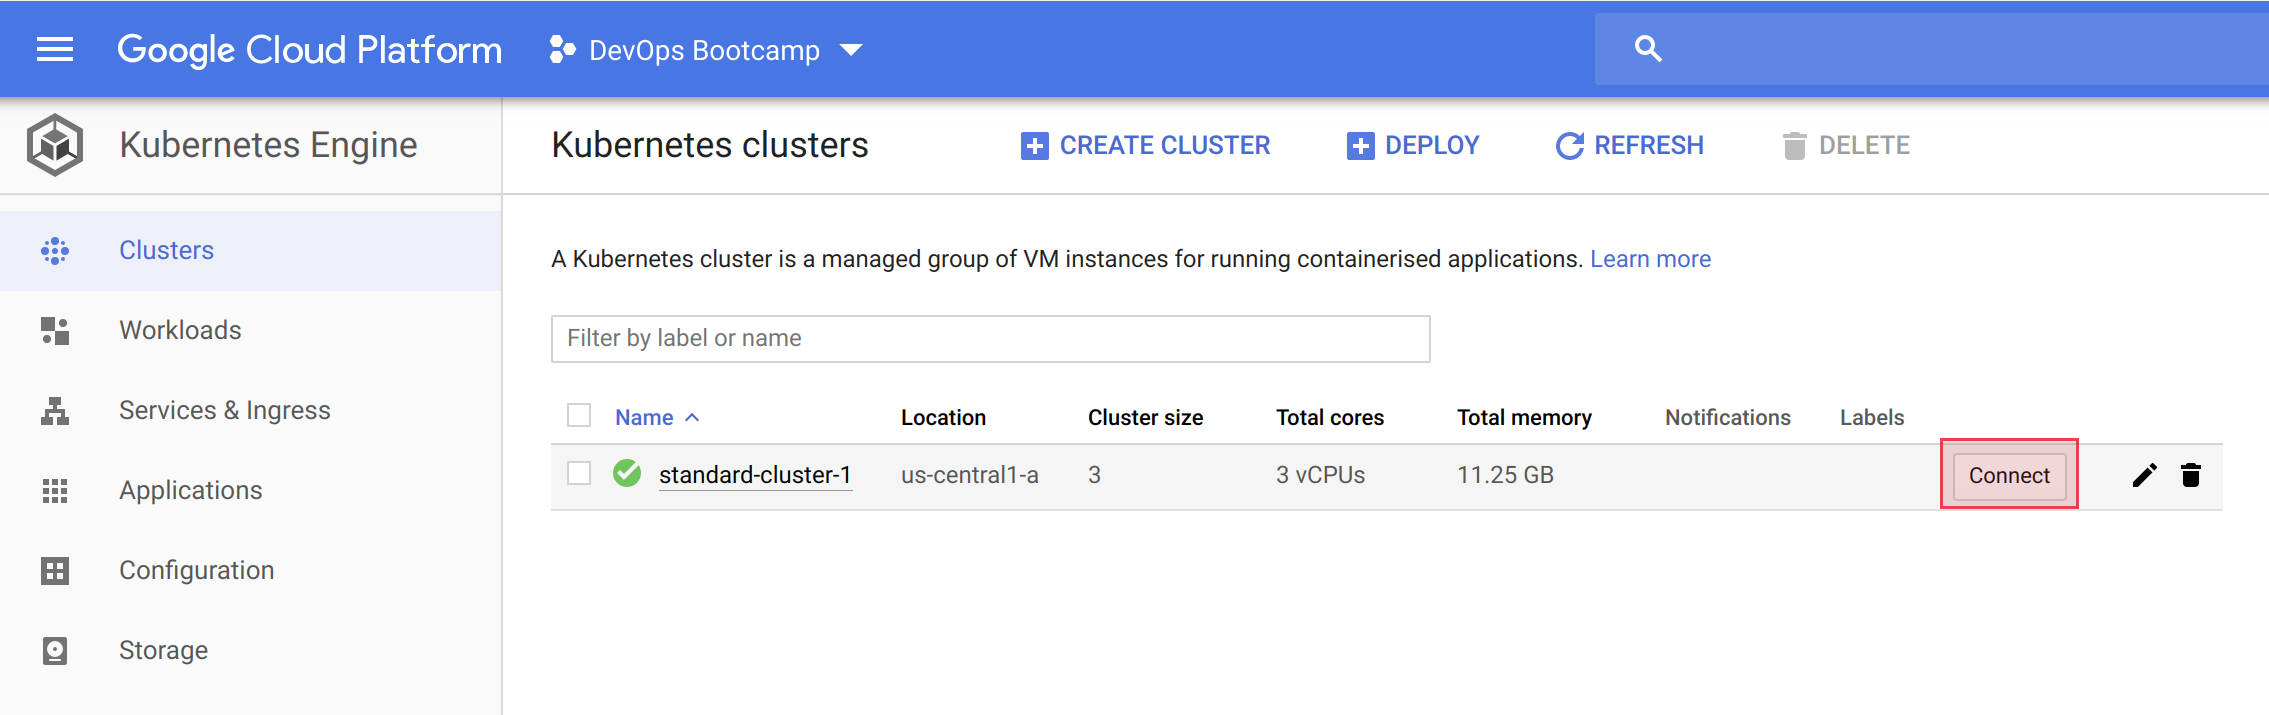 Google Cloud Platform DevOps Bootcamp
Kubernetes Engine
Kubernetes clusters CREATE CLUSTER DEPLOY REFRESH DELETE
Clusters
Workloads
Services & Ingress
Applications
Configuration
Storage
A Kubernetes cluster is a managed group of VM instances for running containerised applications. Learn more
Filter by label or name
Name Location Cluster size Total cores Total memory Notifications Labels
standard-cluster-1 us-central1-a 3 3 vCPUs 11.25 GB Connect